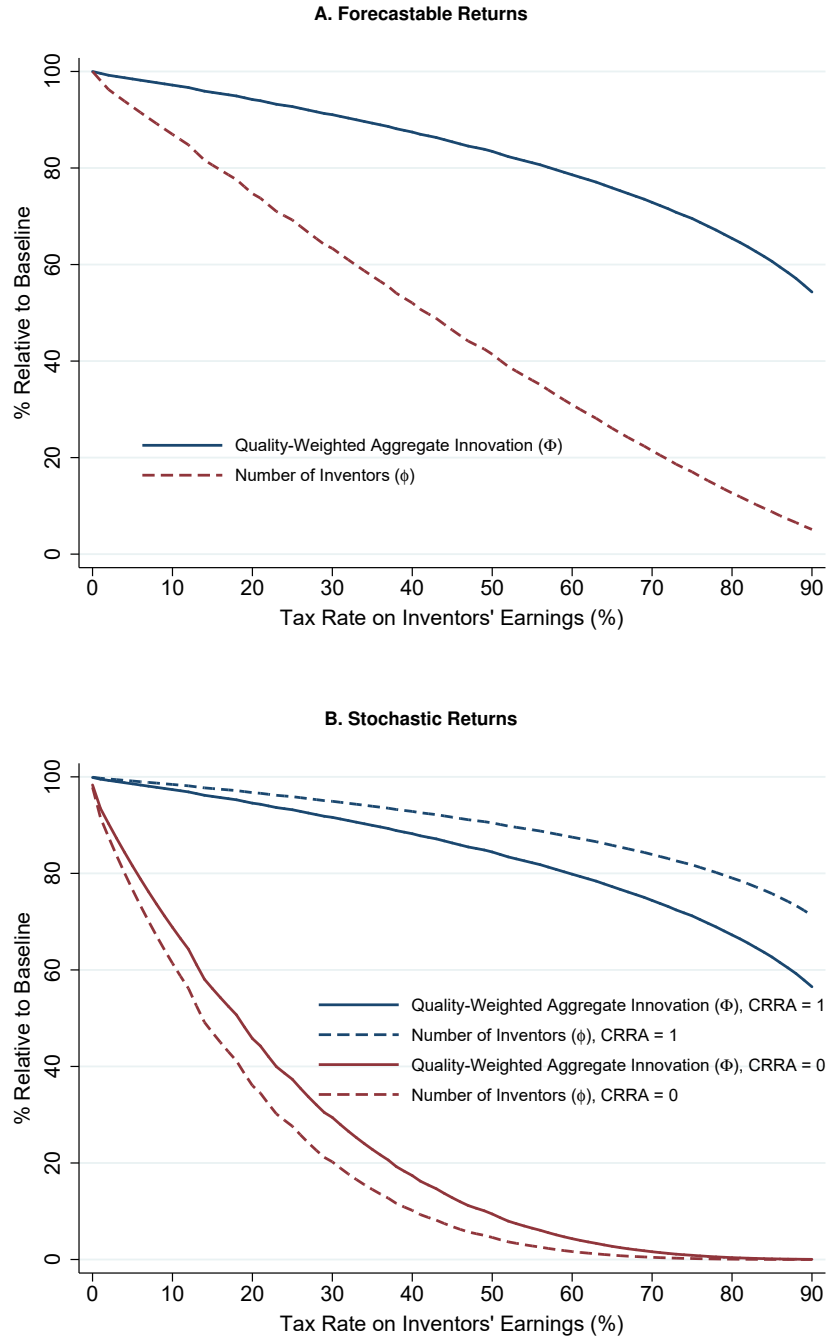 A. Forecastable Returns
100
80
60
40
20
0
% Relative to Baseline
Quality-Weighted Aggregate Innovation (Φ)
Number of Inventors (ϕ)
0 10 20 30 40 50 60 70 80 90
Tax Rate on Inventors' Earnings (%)
B. Stochastic Returns
100
80
60
40
20
0
% Relative to Baseline
Quality-Weighted Aggregate Innovation (Φ), CRRA = 1
Number of Inventors (ϕ), CRRA = 1
Quality-Weighted Aggregate Innovation (Φ), CRRA = 0
Number of Inventors (ϕ), CRRA = 0
0 10 20 30 40 50 60 70 80 90
Tax Rate on Inventors' Earnings (%)